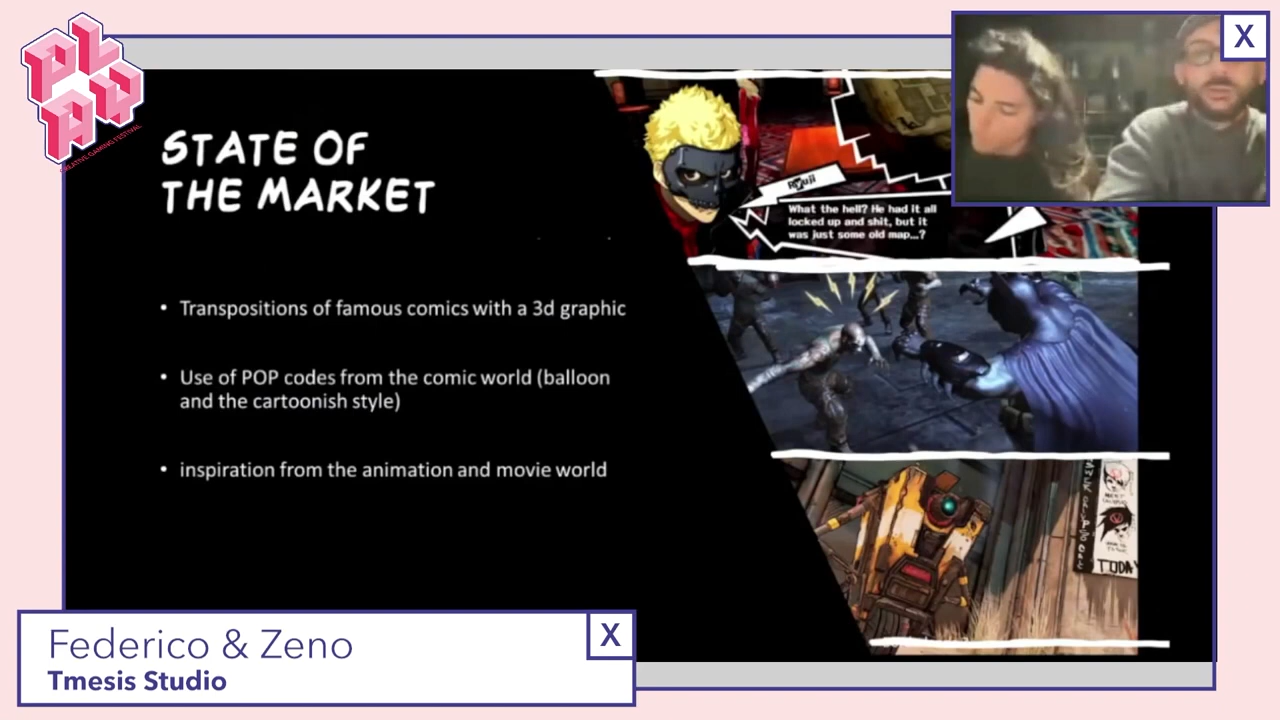 PLAY
CREATIVE GAMING FESTIVAL
X
STATE OF
THE MARKET
Ryuji
What the hell? He had it all
locked up and shit, but it
was just some old map...?
• Transpositions of famous comics with a 3d graphic
• Use of POP codes from the comic world (balloon
and the cartoonish style)
• inspiration from the animation and movie world
TODAY
Federico & Zeno
X
Tmesis Studio